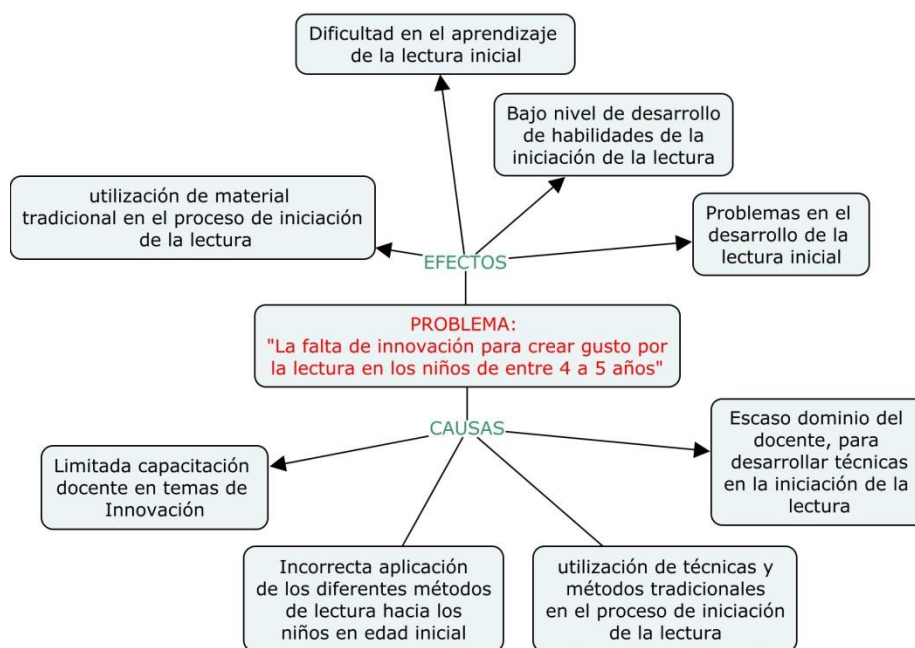 Dificultad en el aprendizaje
de la lectura inicial
Bajo nivel de desarrollo
de habilidades de la
iniciación de la lectura
utilización de material
tradicional en el proceso de iniciación
de la lectura
Problemas en el
desarrollo de la
lectura inicial
EFECTOS
PROBLEMA:
"La falta de innovación para crear gusto por
la lectura en los niños de entre 4 a 5 años"
CAUSAS
Escaso dominio del
docente, para
desarrollar técnicas
en la iniciación de la
lectura
Limitada capacitación
docente en temas de
Innovación
Incorrecta aplicación
de los diferentes métodos
de lectura hacia los
niños en edad inicial
utilización de técnicas y
métodos tradicionales
en el proceso de iniciación
de la lectura